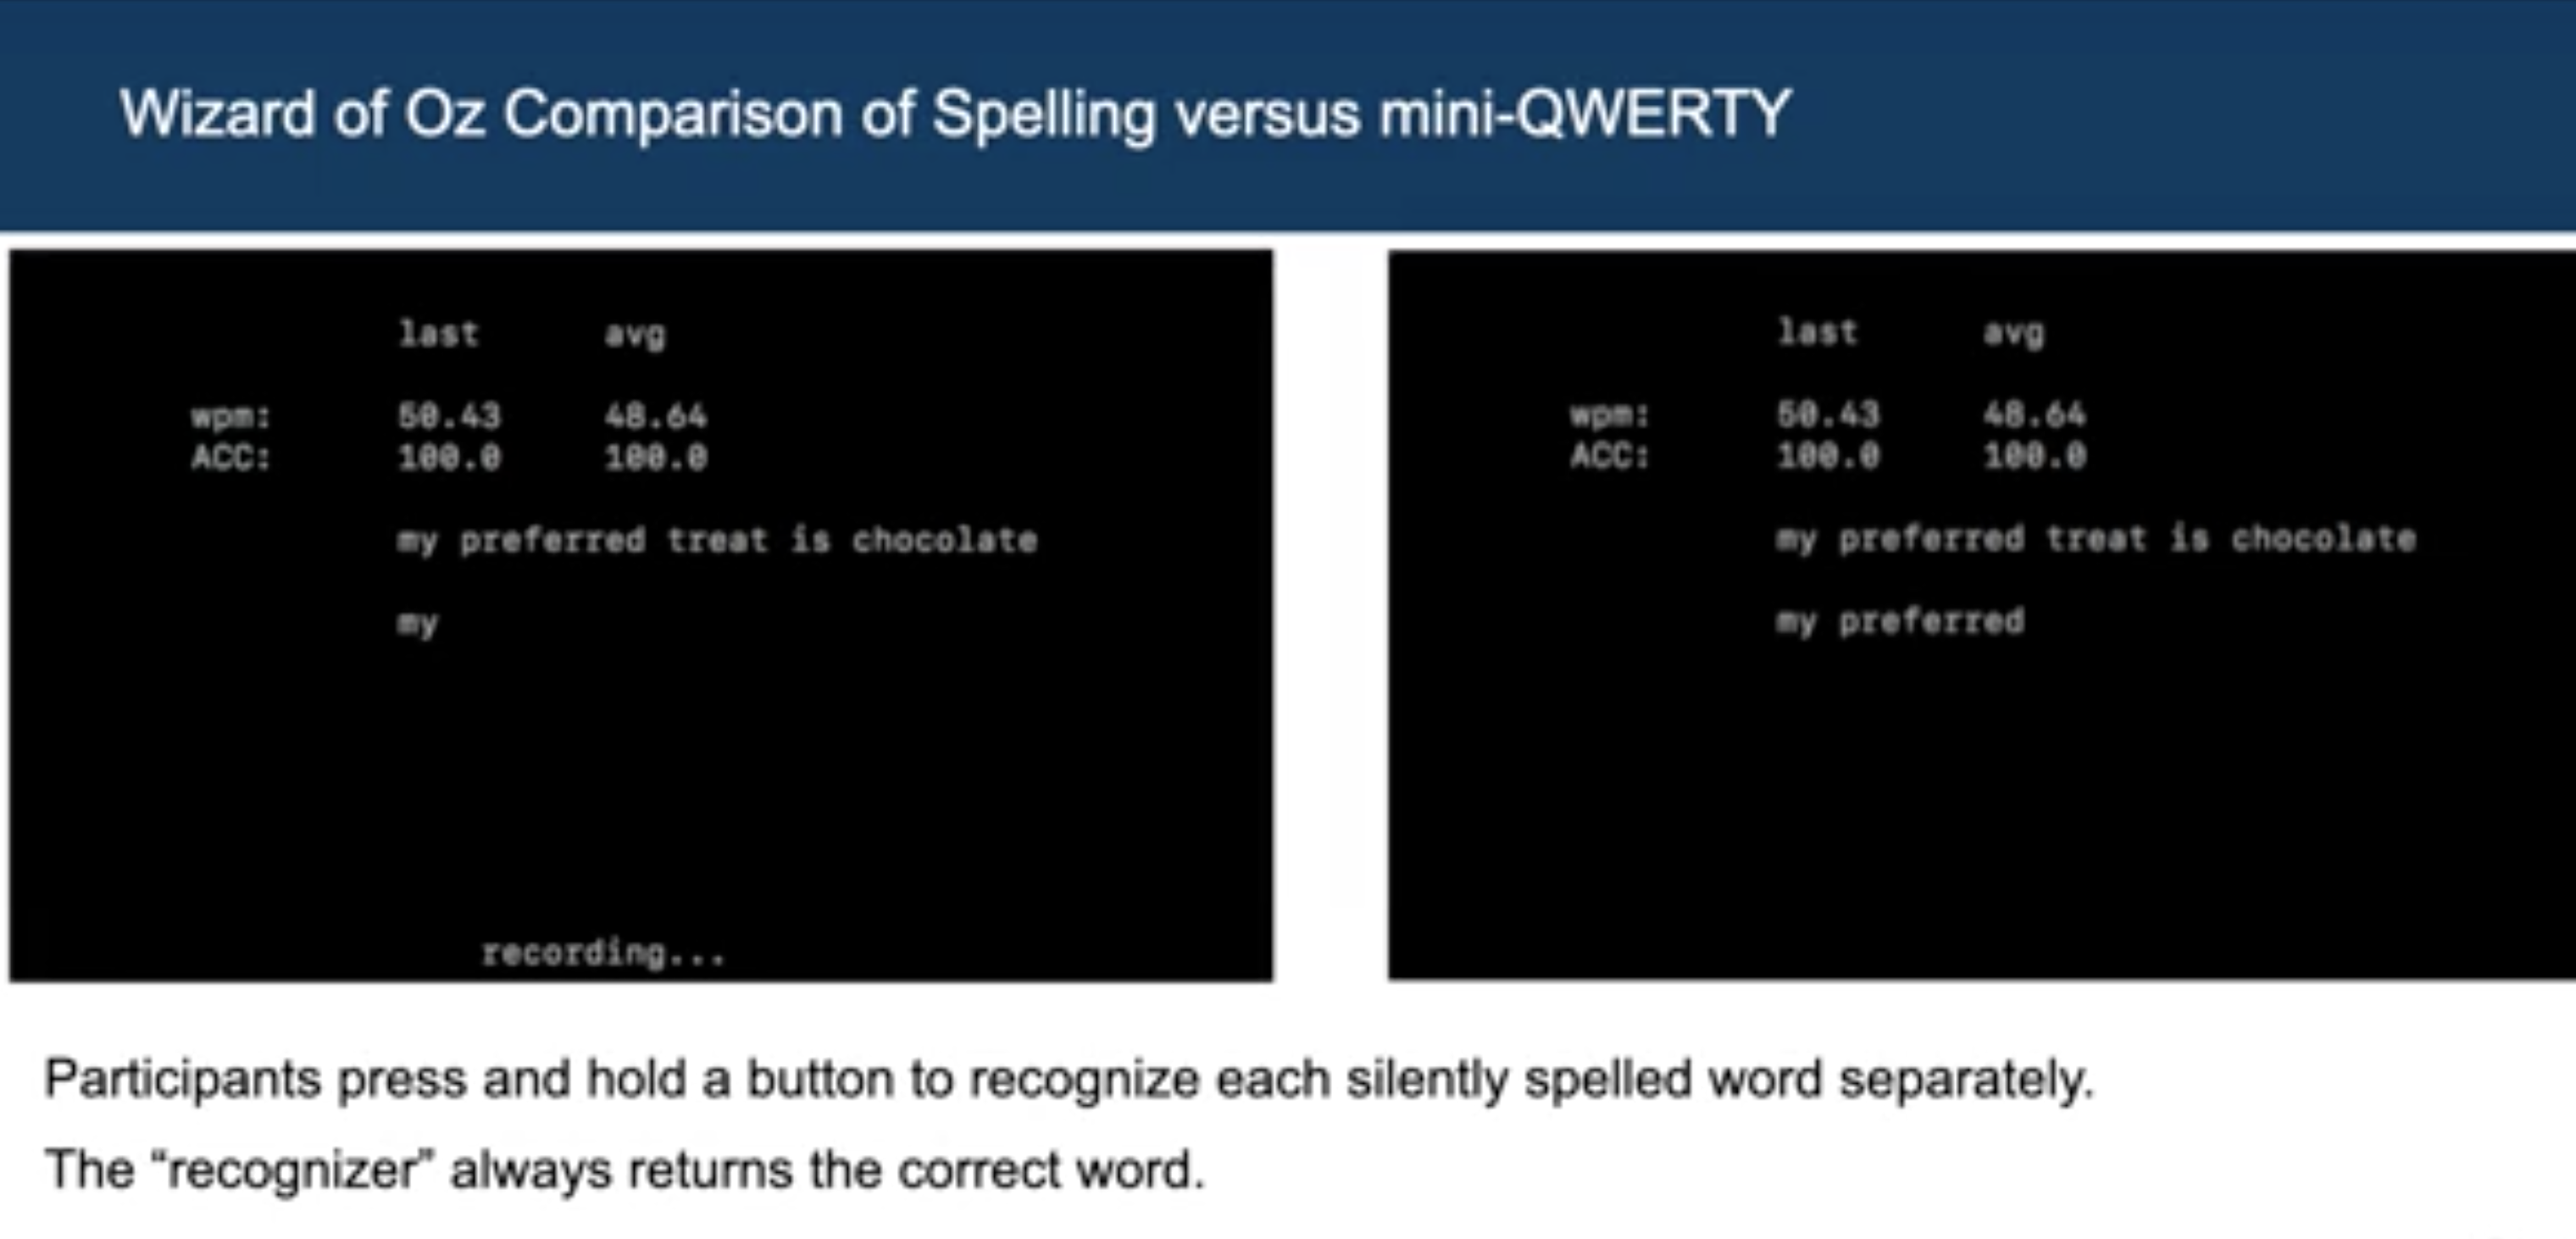 Wizard of Oz Comparison of Spelling versus mini-QWERTY
last avg
wpm: 50.43 48.64
ACC: 100.0 100.0
my preferred treat is chocolate
my
recording...
last avg
wpm: 50.43 48.64
ACC: 100.0 100.0
my preferred treat is chocolate
my preferred
Participants press and hold a button to recognize each silently spelled word separately.
The “recognizer” always returns the correct word.